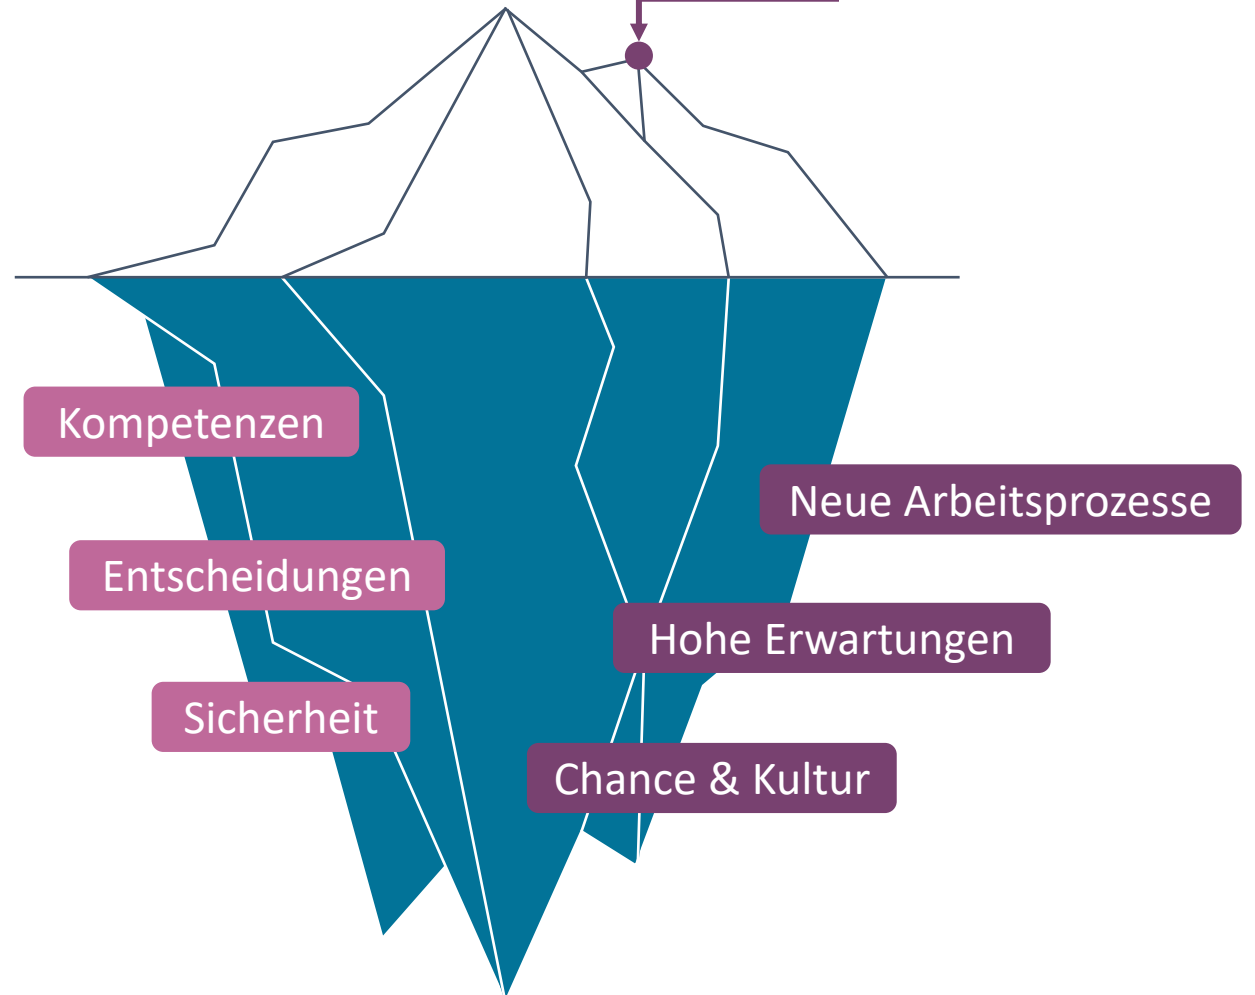 Kompetenzen
Entscheidungen
Sicherheit
Neue Arbeitsprozesse
Hohe Erwartungen
Chance & Kultur